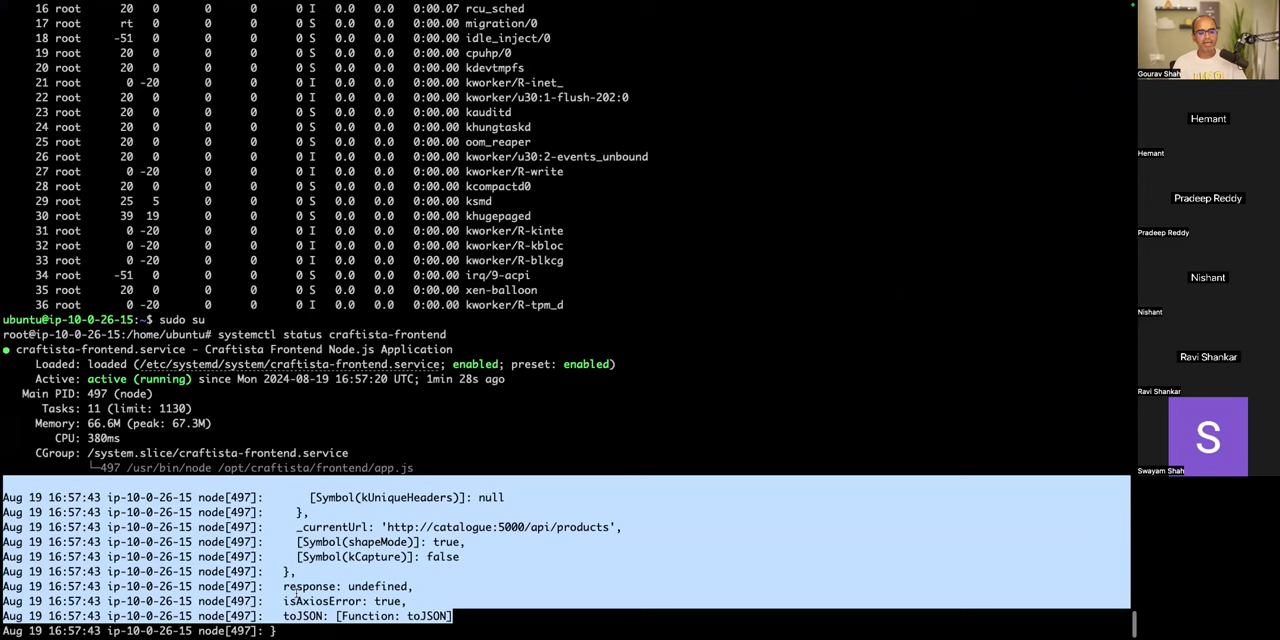 16 root 20 0 0 0 0 I 0.0 0.0 0:00.07 rcu_sched
17 root rt 0 0 0 0 S 0.0 0.0 0:00.00 migration/0
18 root -51 0 0 0 0 S 0.0 0.0 0:00.00 idle_inject/0
19 root 20 0 0 0 0 S 0.0 0.0 0:00.00 cpuhp/0
20 root 20 0 0 0 0 S 0.0 0.0 0:00.00 kdevtmpfs
21 root 0 -20 0 0 0 I 0.0 0.0 0:00.00 kworker/R-inet_
22 root 20 0 0 0 0 I 0.0 0.0 0:00.00 kworker/u30:1-flush-202:0
23 root 20 0 0 0 0 S 0.0 0.0 0:00.00 kauditd
24 root 20 0 0 0 0 S 0.0 0.0 0:00.00 khungtaskd
25 root 20 0 0 0 0 S 0.0 0.0 0:00.00 oom_reaper
26 root 20 0 0 0 0 I 0.0 0.0 0:00.00 kworker/u30:2-events_unbound
27 root 0 -20 0 0 0 I 0.0 0.0 0:00.00 kworker/R-write
28 root 20 0 0 0 0 S 0.0 0.0 0:00.00 kcompactd0
29 root 25 5 0 0 0 S 0.0 0.0 0:00.00 ksmd
30 root 39 19 0 0 0 S 0.0 0.0 0:00.00 khugepaged
31 root 0 -20 0 0 0 I 0.0 0.0 0:00.00 kworker/R-kinte
32 root 0 -20 0 0 0 I 0.0 0.0 0:00.00 kworker/R-kbloc
33 root 0 -20 0 0 0 I 0.0 0.0 0:00.00 kworker/R-blkcg
34 root -51 0 0 0 0 S 0.0 0.0 0:00.00 irq/9-acpi
35 root 20 0 0 0 0 S 0.0 0.0 0:00.00 xen-balloon
36 root 0 -20 0 0 0 I 0.0 0.0 0:00.00 kworker/R-tpm_d
ubuntu@ip-10-0-26-15:~$ sudo su
root@ip-10-0-26-15:/home/ubuntu# systemctl status craftista-frontend
● craftista-frontend.service - Craftista Frontend Node.js Application
Loaded: loaded (/etc/systemd/system/craftista-frontend.service; enabled; preset: enabled)
Active: active (running) since Mon 2024-08-19 16:57:20 UTC; 1min 28s ago
Main PID: 497 (node)
Tasks: 11 (limit: 1130)
Memory: 66.6M (peak: 67.3M)
CPU: 380ms
CGroup: /system.slice/craftista-frontend.service
└─497 /usr/bin/node /opt/craftista/frontend/app.js
Aug 19 16:57:43 ip-10-0-26-15 node[497]: [Symbol(kUniqueHeaders)]: null
Aug 19 16:57:43 ip-10-0-26-15 node[497]: },
Aug 19 16:57:43 ip-10-0-26-15 node[497]: _currentUrl: 'http://catalogue:5000/api/products',
Aug 19 16:57:43 ip-10-0-26-15 node[497]: [Symbol(shapeMode)]: true,
Aug 19 16:57:43 ip-10-0-26-15 node[497]: [Symbol(kCapture)]: false
Aug 19 16:57:43 ip-10-0-26-15 node[497]: },
Aug 19 16:57:43 ip-10-0-26-15 node[497]: response: undefined,
Aug 19 16:57:43 ip-10-0-26-15 node[497]: isAxiosError: true,
Aug 19 16:57:43 ip-10-0-26-15 node[497]: toJSON: [Function: toJSON]
Aug 19 16:57:43 ip-10-0-26-15 node[497]: }
Gourav Shah
Hemant
Hemant
Pradeep Reddy
Pradeep Reddy
Nishant
Nishant
Ravi Shankar
Ravi Shankar
S
Swayam Shah